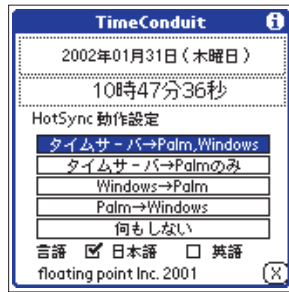 TimeConduit
2002年01月31日(木曜日)
10時47分36秒
HotSync 動作設定
タイムサーバ→Palm,Windows
タイムサーバ→Palmのみ
Windows→Palm
Palm→Windows
何もしない
言語 日本語 英語
floating point Inc. 2001